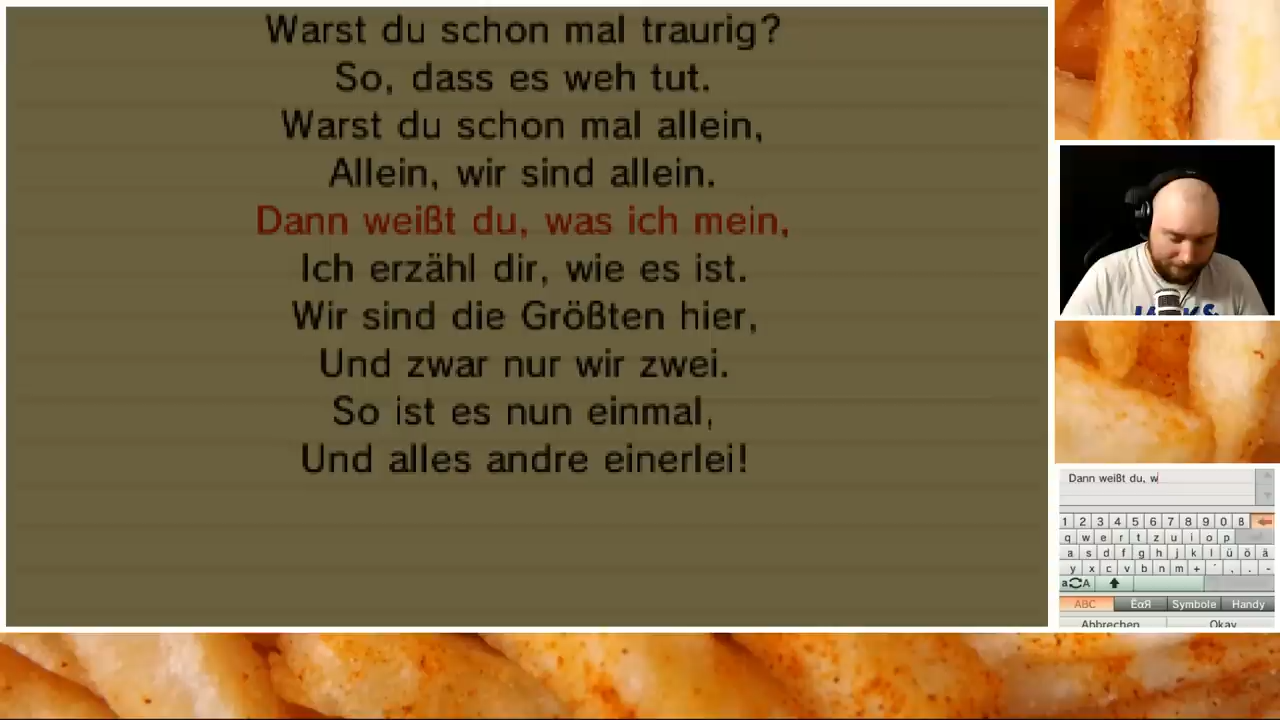 Warst du schon mal traurig?
So, dass es weh tut.
Warst du schon mal allein,
Allein, wir sind allein.
Dann weißt du, was ich mein,
Ich erzähl dir, wie es ist.
Wir sind die Größten hier,
Und zwar nur wir zwei.
So ist es nun einmal,
Und alles andre einerlei!
Dann weißt du, w
1 2 3 4 5 6 7 8 9 0 ß
q w e r t z u i o p
a s d f g h j k l ü ö ä
y x c v b n m + ´ , . -
a A
ABC ÊαЯ Symbole Handy
Abbrechen Okay